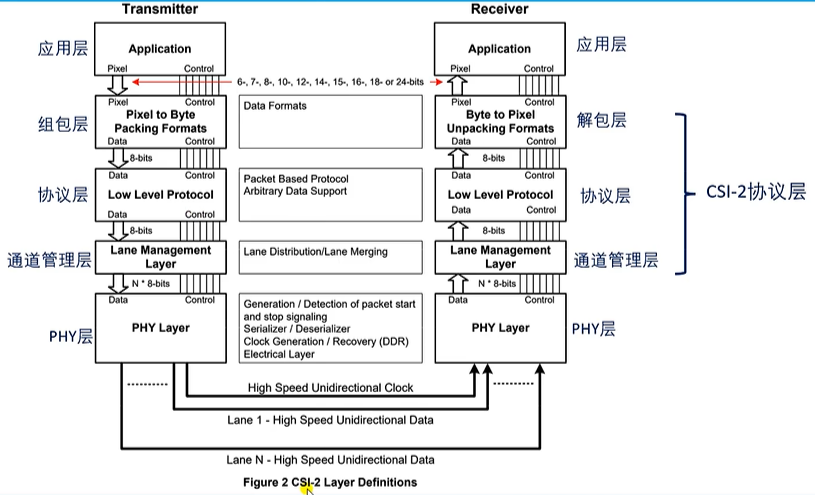 Transmitter
Receiver
应用层
Application
Pixel
Control
Application
Pixel
Control
应用层
6-, 7-, 8-, 10-, 12-, 14-, 15-, 16-, 18- or 24-bits
组包层
Pixel
Control
Pixel to Byte
Packing Formats
Data
Control
Data Formats
Pixel
Control
Byte to Pixel
Unpacking Formats
Data
Control
解包层
8-bits
8-bits
协议层
Data
Control
Low Level Protocol
Data
Control
Packet Based Protocol
Arbitrary Data Support
Data
Control
Low Level Protocol
Data
Control
协议层
CSI-2协议层
8-bits
8-bits
通道管理层
Lane Management
Layer
Lane Distribution/Lane Merging
Lane Management
Layer
通道管理层
N * 8-bits
N * 8-bits
PHY层
Data
Control
PHY Layer
Generation / Detection of packet start
and stop signaling
Serializer / Deserializer
Clock Generation / Recovery (DDR)
Electrical Layer
Data
Control
PHY Layer
PHY层
High Speed Unidirectional Clock
Lane 1 - High Speed Unidirectional Data
Lane N - High Speed Unidirectional Data
Figure 2 CSI-2 Layer Definitions